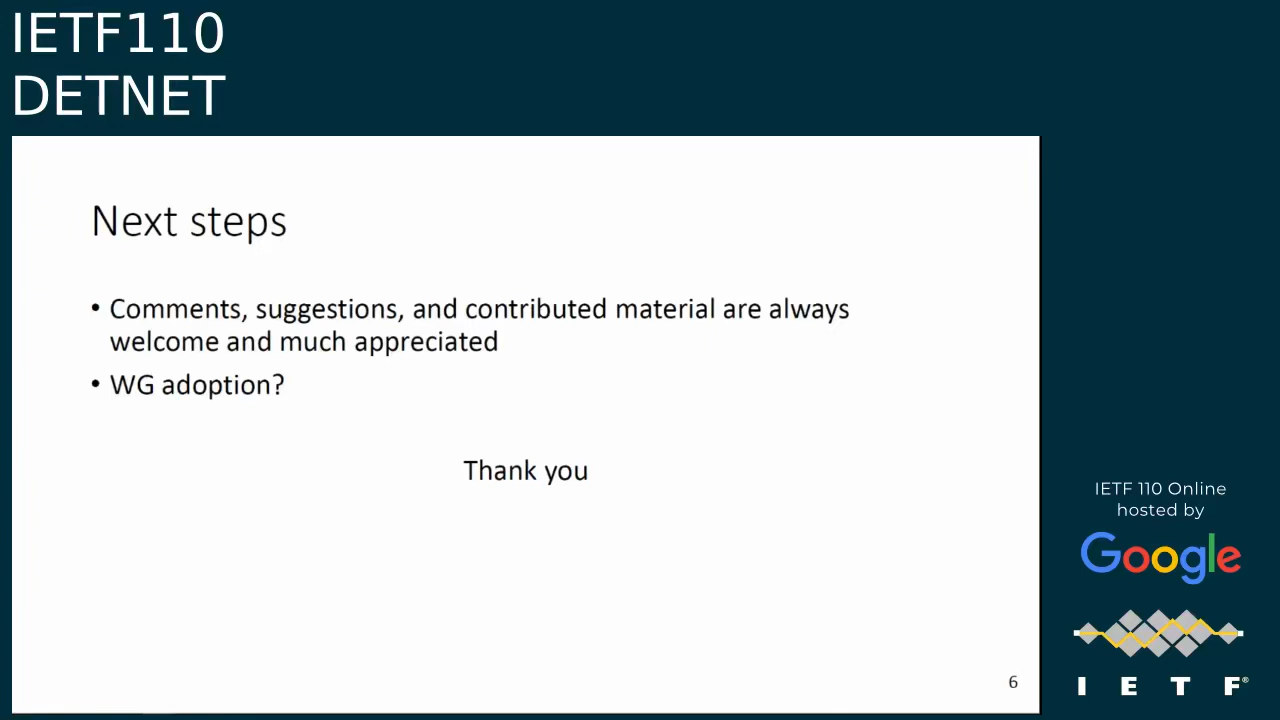 IETF110
DETNET
Next steps
• Comments, suggestions, and contributed material are always
welcome and much appreciated
• WG adoption?
Thank you
6
IETF 110 Online
hosted by
Google
I E T F®